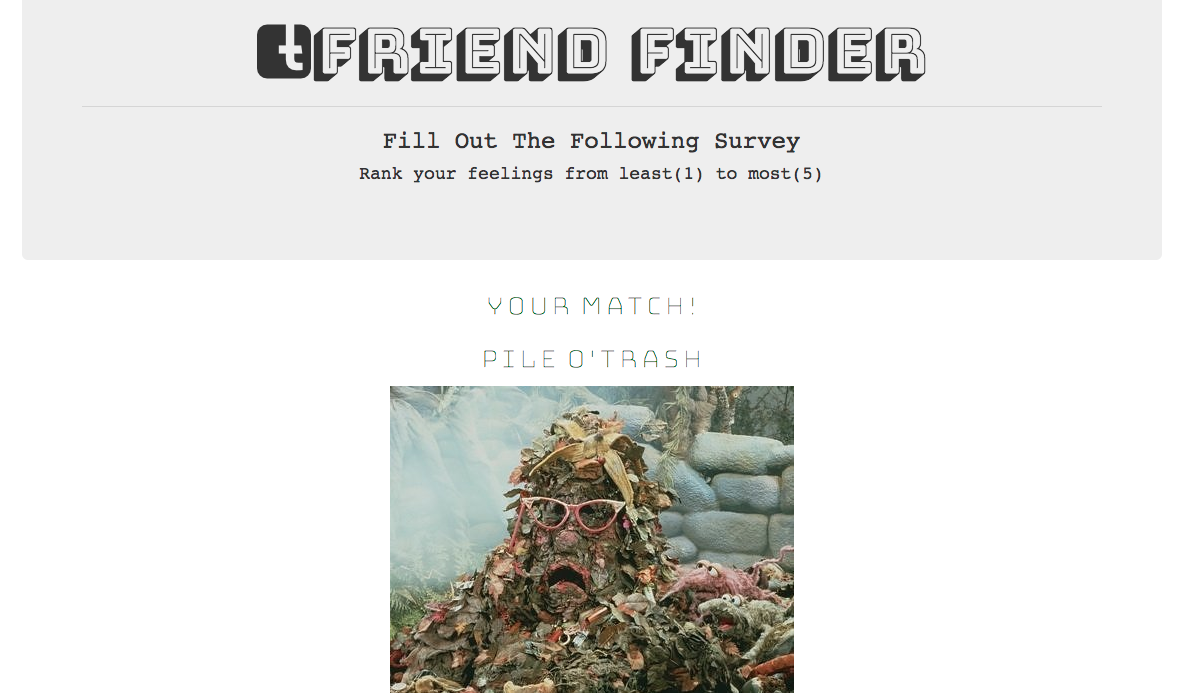 t FRIEND FINDER
Fill Out The Following Survey
Rank your feelings from least(1) to most(5)
YOUR MATCH!
PILE O'TRASH